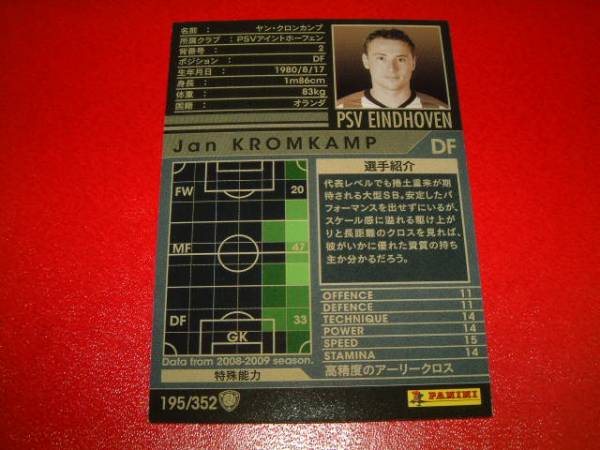 名前 : ヤン・クロンカンプ
所属クラブ : PSVアイントホーフェン
背番号 : 2
ポジション : DF
生年月日 : 1980/8/17
身長 : 1m86cm
体重 : 83kg
国籍 : オランダ
PSV EINDHOVEN
Jan KROMKAMP
DF
FW 20
MF 47
DF 33
GK
Data from 2008-2009 season.
特殊能力
選手紹介
代表レベルでも捲土重来が期
待される大型SB。安定したパ
フォーマンスを出せずにいるが、
スケール感に溢れる駆け上が
りと長距離のクロスを見れば、
彼がいかに優れた資質の持ち
主か分かるだろう。
OFFENCE 11
DEFENCE 11
TECHNIQUE 14
POWER 14
SPEED 15
STAMINA 14
高精度のアーリークロス
195/352
PANINI